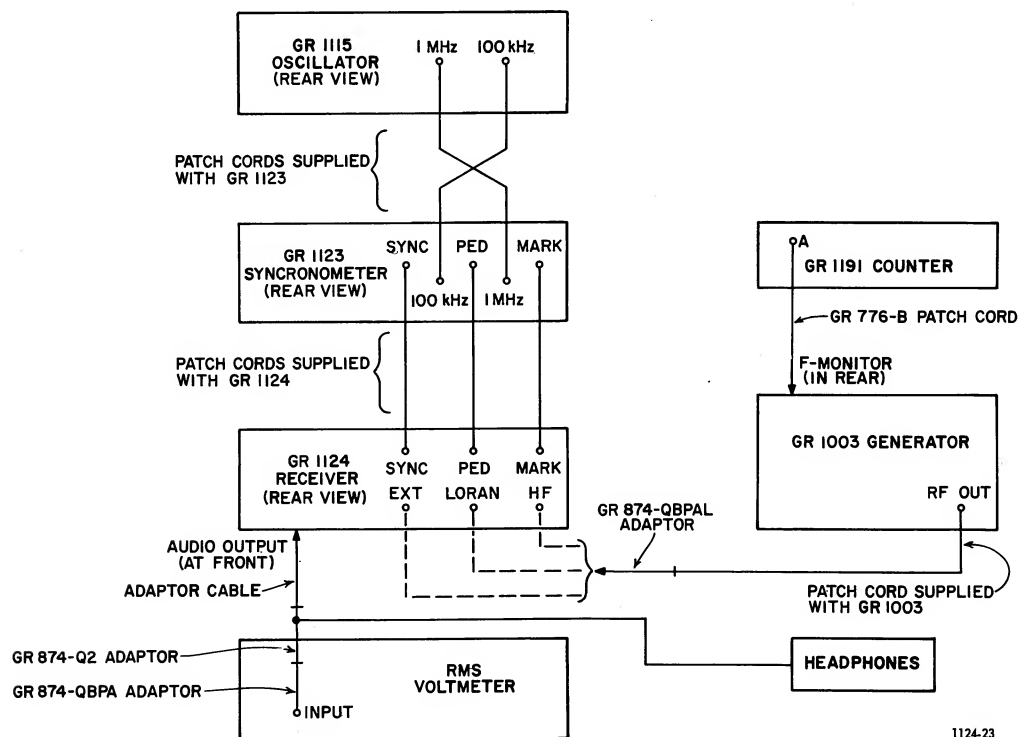 GR 1115
OSCILLATOR
(REAR VIEW)
1 MHz 100 kHz
PATCH CORDS SUPPLIED
WITH GR 1123
GR 1123
SYNCRONOMETER
(REAR VIEW)
SYNC PED MARK
100 kHz 1 MHz
A
GR 1191 COUNTER
GR 776-B PATCH CORD
PATCH CORDS SUPPLIED
WITH GR 1124
F-MONITOR
(IN REAR)
GR 1124
RECEIVER
(REAR VIEW)
SYNC PED MARK
EXT LORAN HF
GR 1003 GENERATOR
RF OUT
GR 874-QBPAL
ADAPTOR
AUDIO OUTPUT
(AT FRONT)
ADAPTOR CABLE
PATCH CORD SUPPLIED
WITH GR 1003
GR 874-Q2 ADAPTOR
GR 874-QBPA ADAPTOR
RMS
VOLTMETER
INPUT
HEADPHONES
1124-23